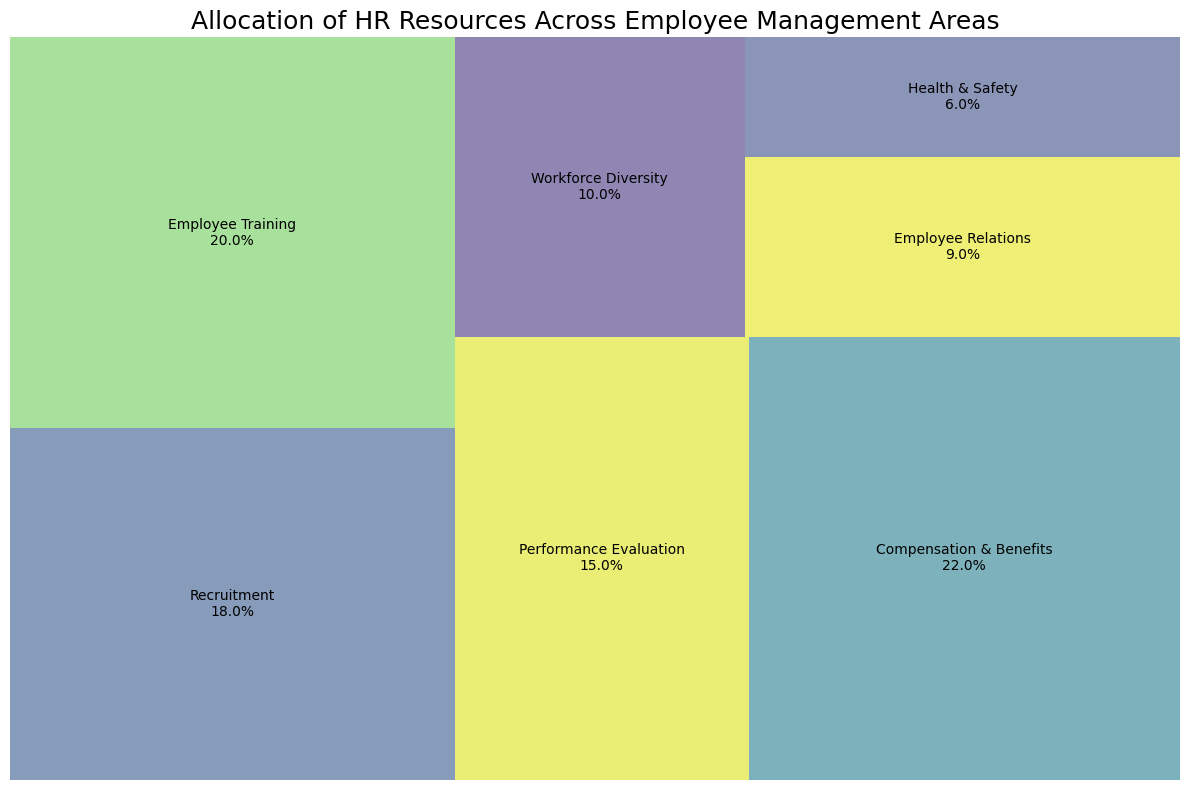 Allocation of HR Resources Across Employee Management Areas
Employee Training
20.0%
Workforce Diversity
10.0%
Health & Safety
6.0%
Employee Relations
9.0%
Recruitment
18.0%
Performance Evaluation
15.0%
Compensation & Benefits
22.0%